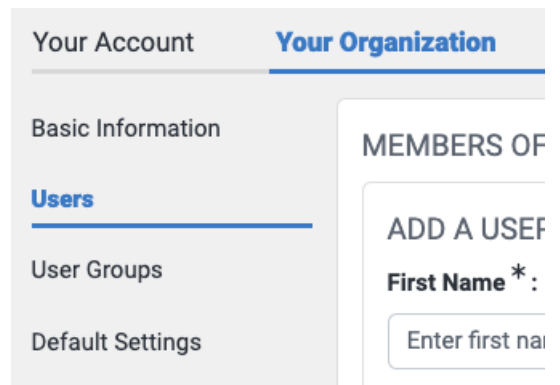 Your Account
Your Organization
Basic Information
Users
User Groups
Default Settings
MEMBERS OF
ADD A USER
First Name *:
Enter first nam